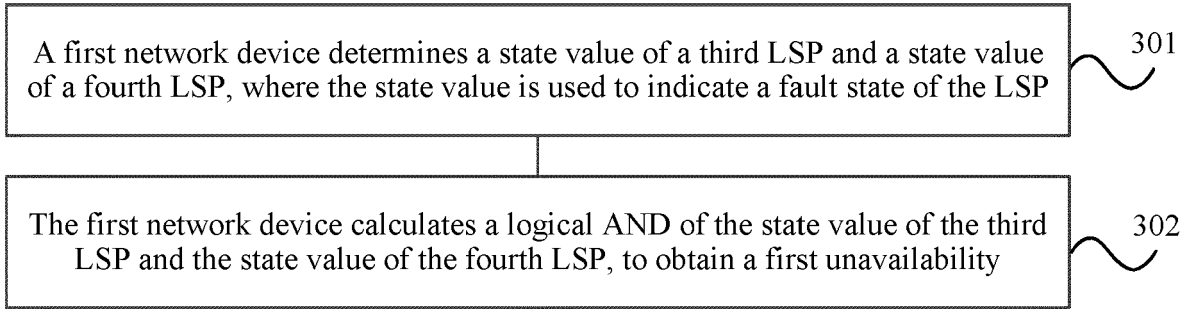 A first network device determines a state value of a third LSP and a state value
of a fourth LSP, where the state value is used to indicate a fault state of the LSP
301
The first network device calculates a logical AND of the state value of the third
LSP and the state value of the fourth LSP, to obtain a first unavailability
302